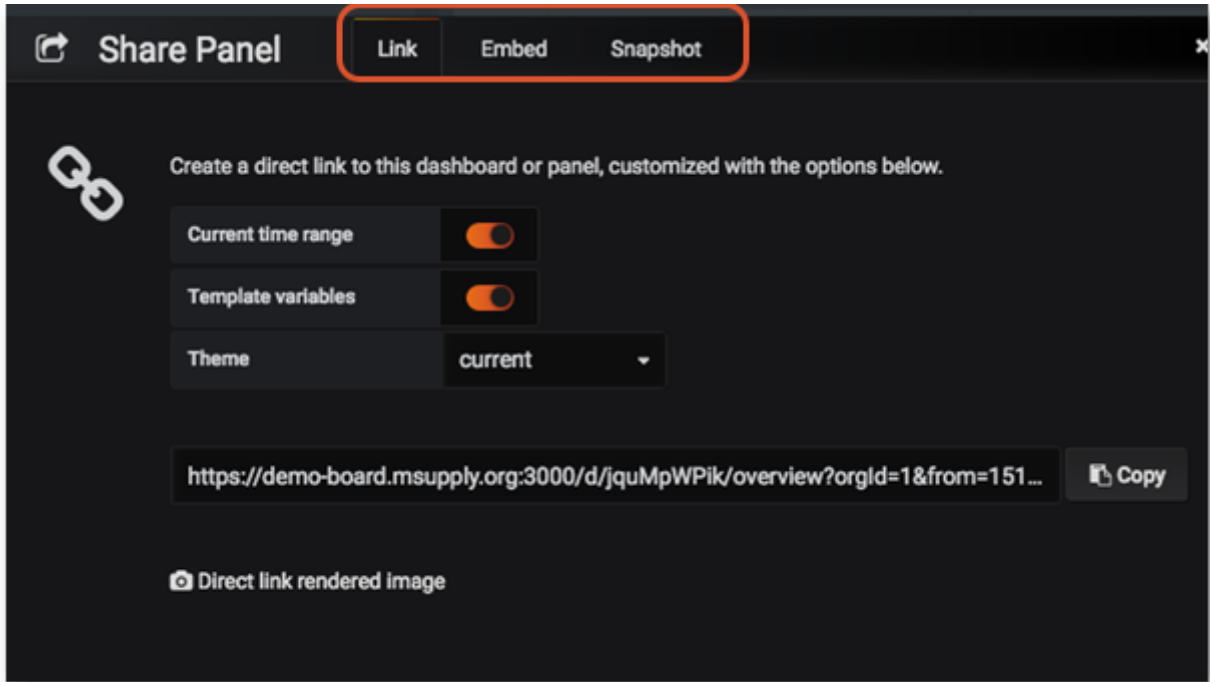 Share Panel Link Embed Snapshot
Create a direct link to this dashboard or panel, customized with the options below.
Current time range
Template variables
Theme current
https://demo-board.msupply.org:3000/d/jquMpWPik/overview?orgId=1&from=151... Copy
Direct link rendered image